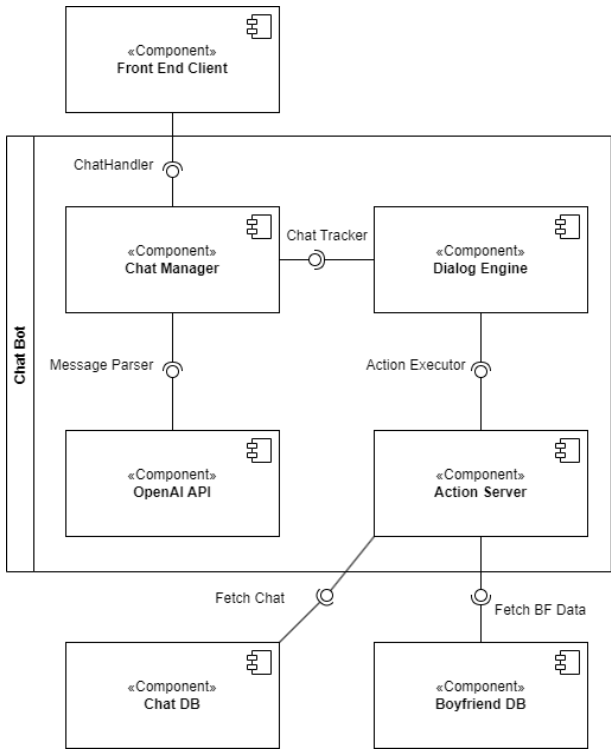 «Component»
Front End Client
ChatHandler
«Component»
Chat Manager
Chat Tracker
«Component»
Dialog Engine
Chat Bot
Message Parser
Action Executor
«Component»
OpenAI API
«Component»
Action Server
Fetch Chat
Fetch BF Data
«Component»
Chat DB
«Component»
Boyfriend DB